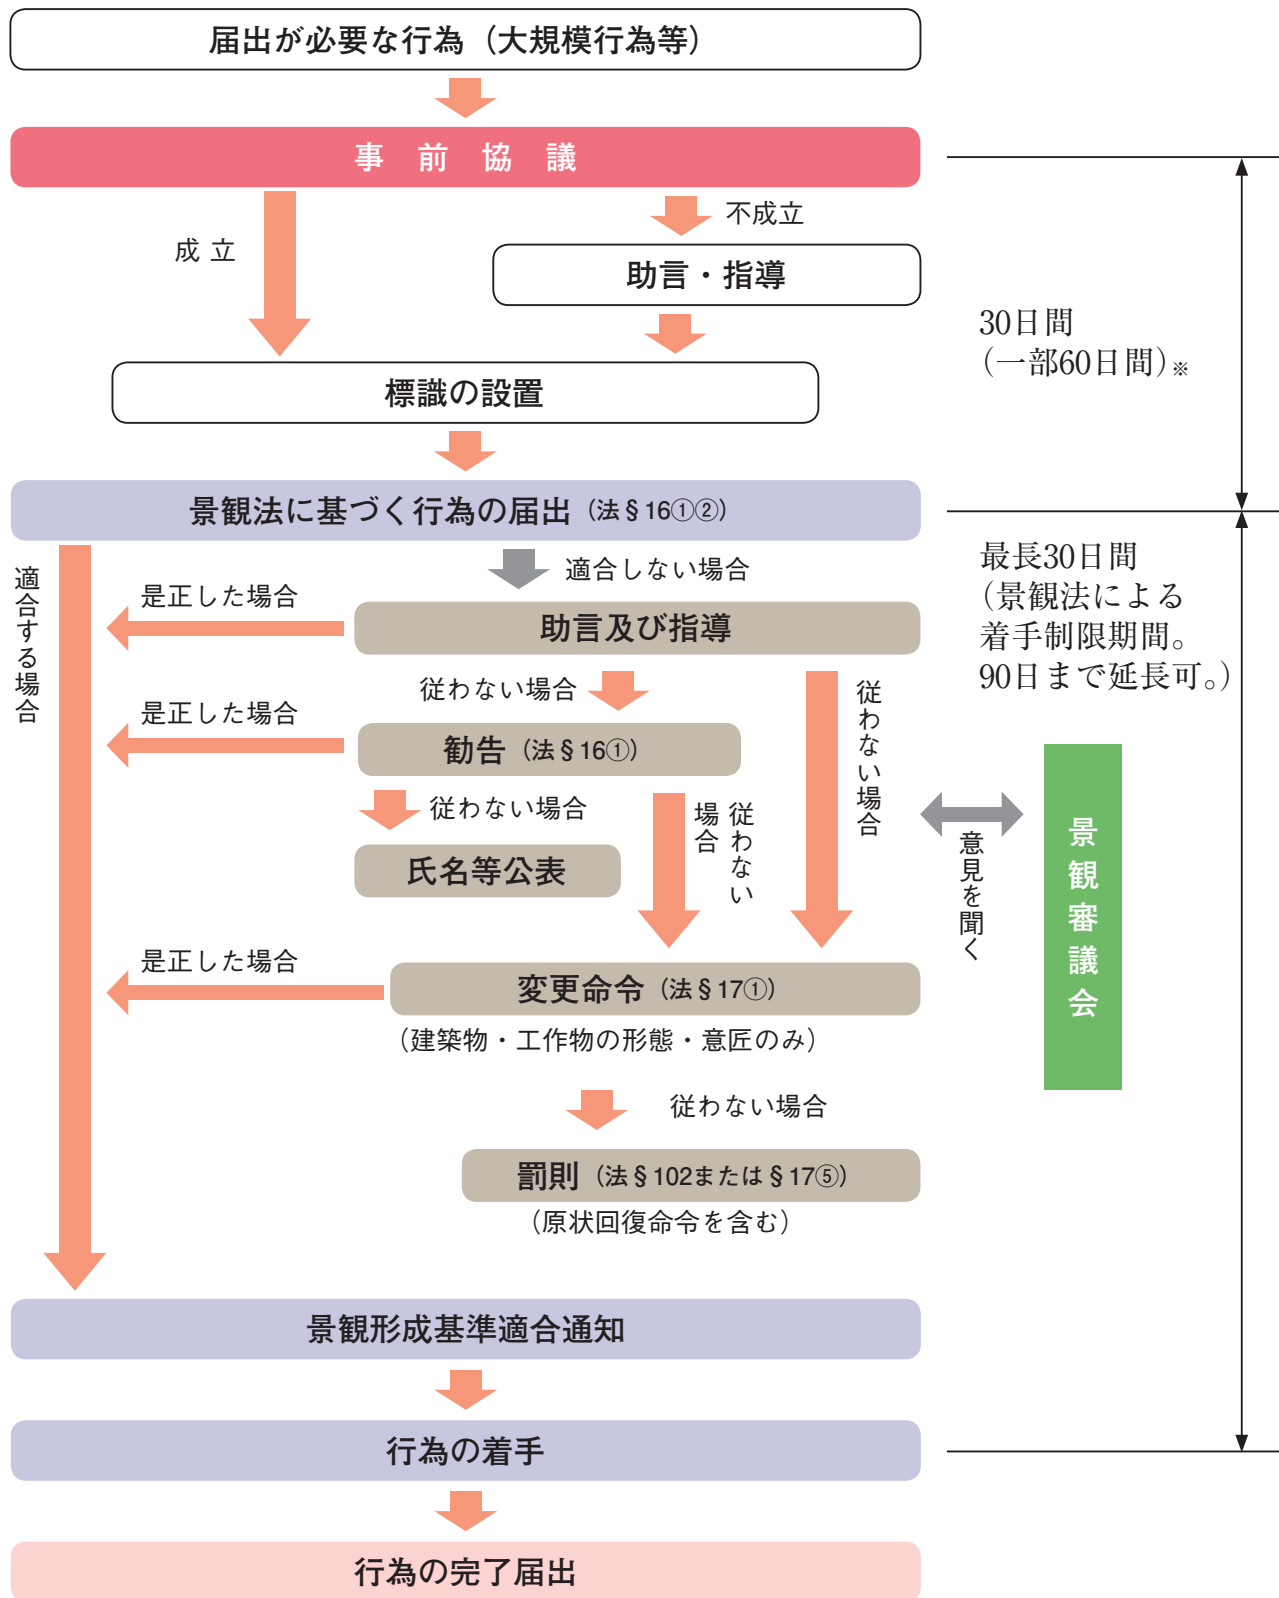 届出が必要な行為（大規模行為等）
事前協議
成立
不成立
助言・指導
30日間
（一部60日間）※
標識の設置
景観法に基づく行為の届出（法§16①②）
適合する場合
適合しない場合
最長30日間
（景観法による
着手制限期間。
90日まで延長可。）
是正した場合
助言及び指導
従わない場合
従わない場合
是正した場合
勧告（法§16①）
従わない場合
従わない
場合
氏名等公表
意見を聞く
景観審議会
是正した場合
変更命令（法§17①）
（建築物・工作物の形態・意匠のみ）
従わない場合
罰則（法§102または§17⑤）
（原状回復命令を含む）
景観形成基準適合通知
行為の着手
行為の完了届出